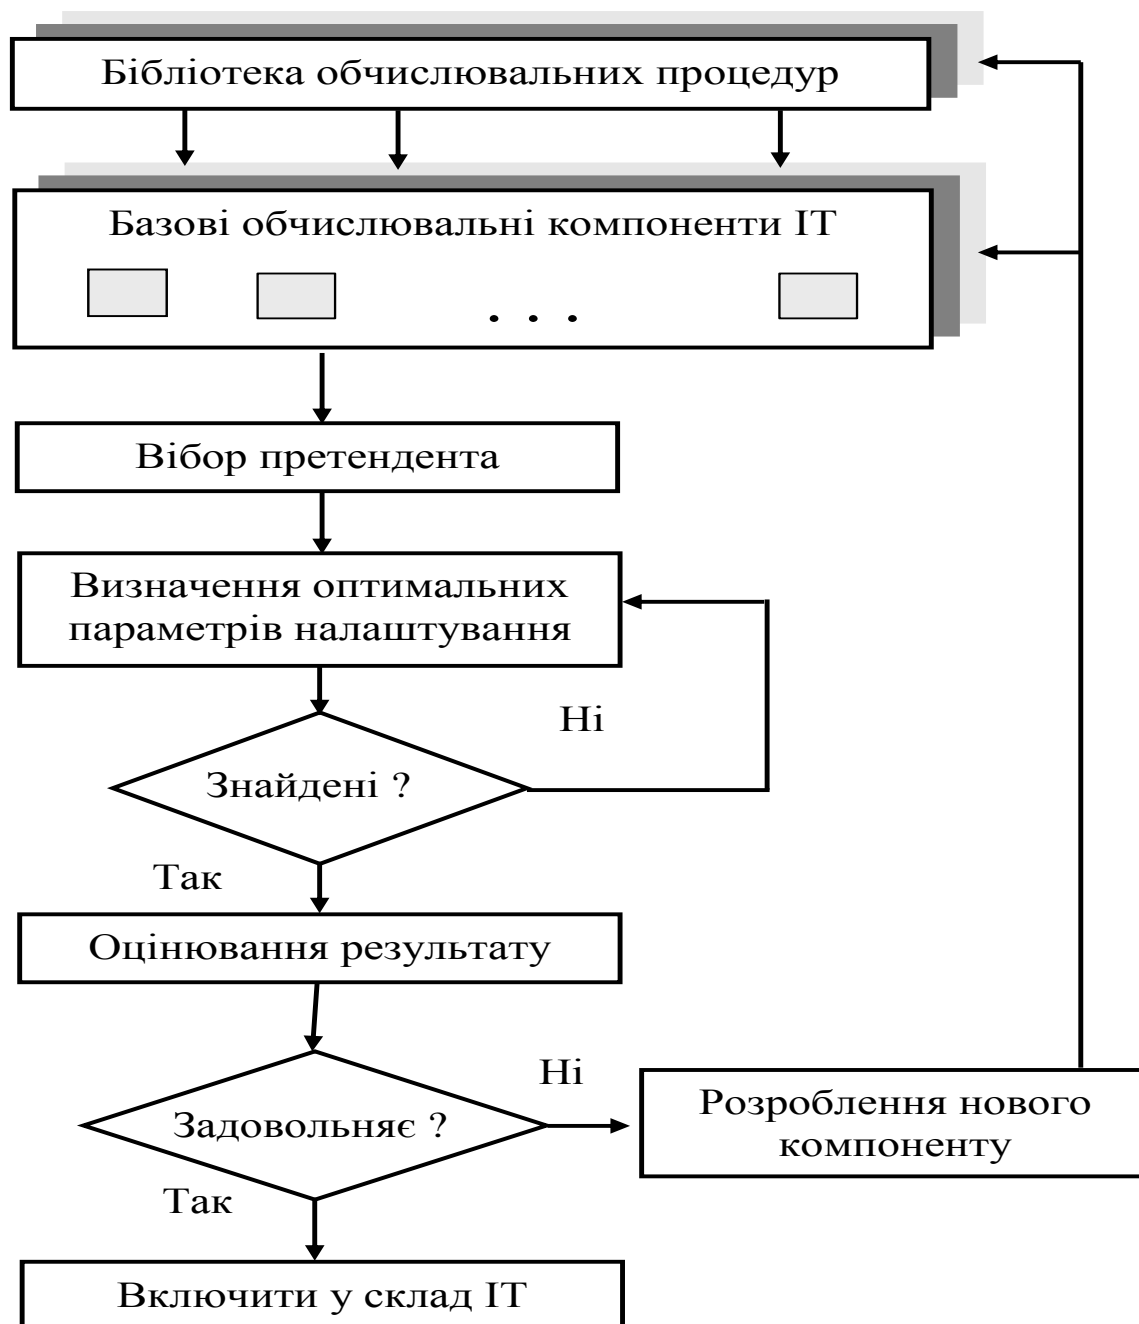 Бібліотека обчислювальних процедур
Базові обчислювальні компоненти ІТ
. . .
Вібор претендента
Визначення оптимальних
параметрів налаштування
Ні
Знайдені ?
Так
Оцінювання результату
Ні
Задовольняє ?
Розроблення нового
компоненту
Так
Включити у склад ІТ